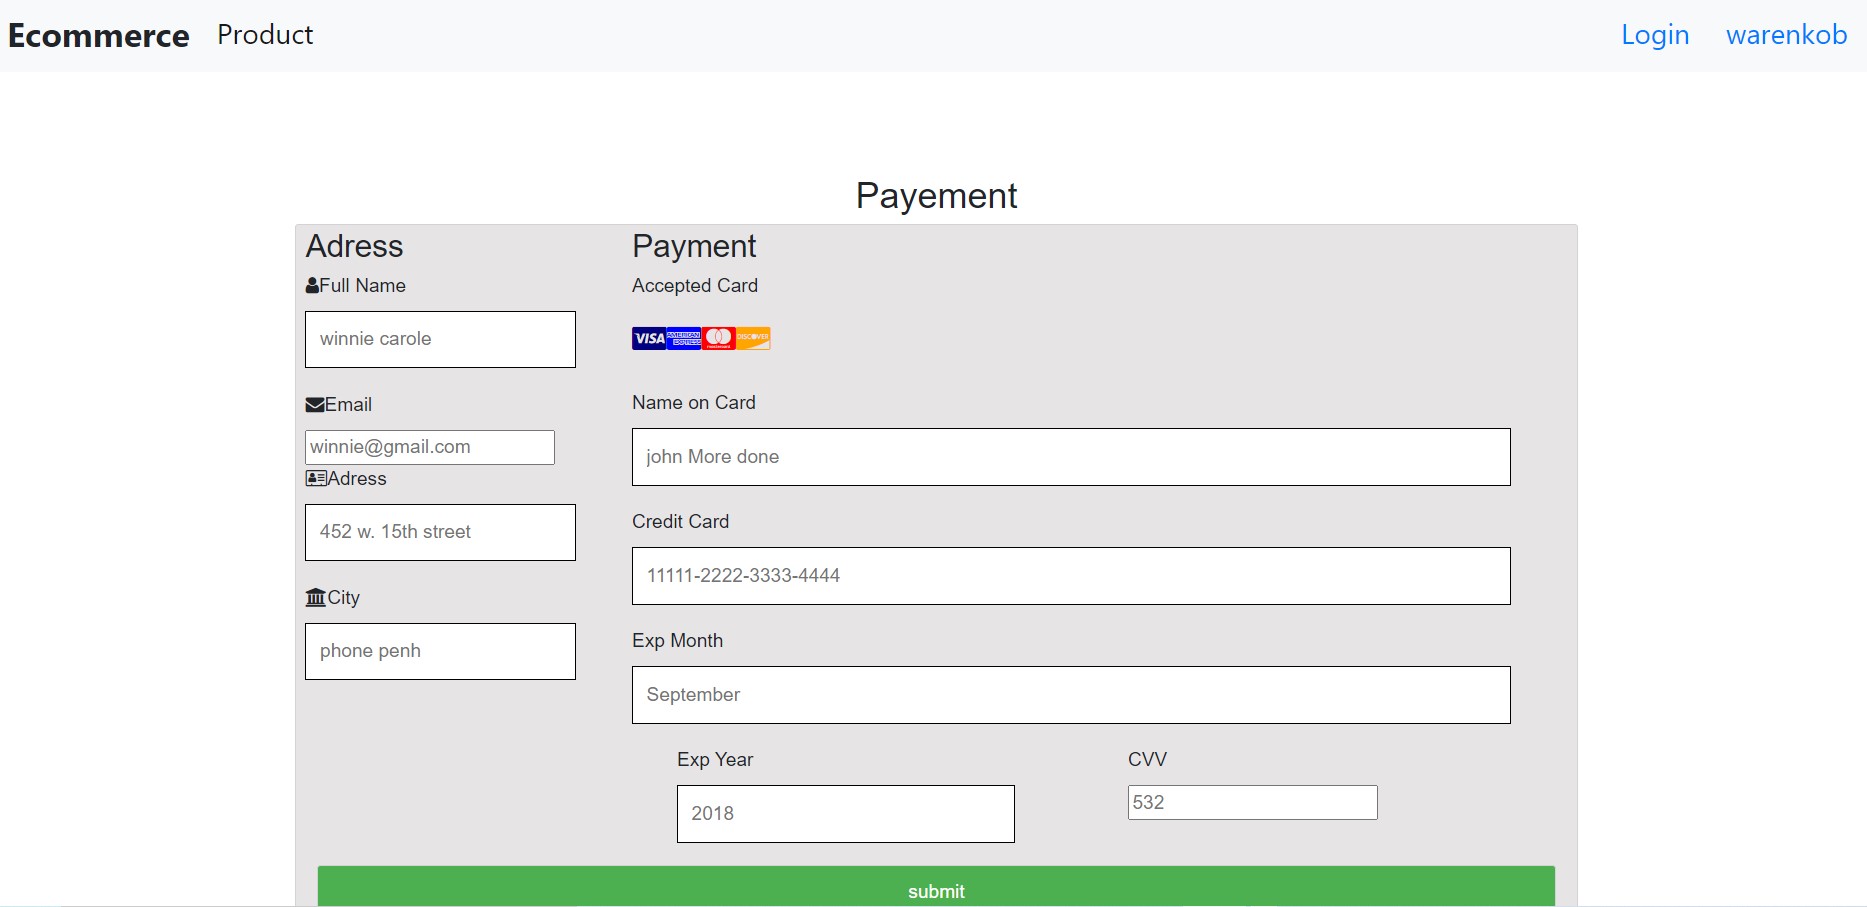 Ecommerce Product Login warenkob
Payement
Adress
Full Name
winnie carole
Email
winnie@gmail.com
Adress
452 w. 15th street
City
phone penh
Payment
Accepted Card
VISA AMERICAN EXPRESS mastercard DISCOVER
Name on Card
john More done
Credit Card
11111-2222-3333-4444
Exp Month
September
Exp Year
2018
CVV
532
submit